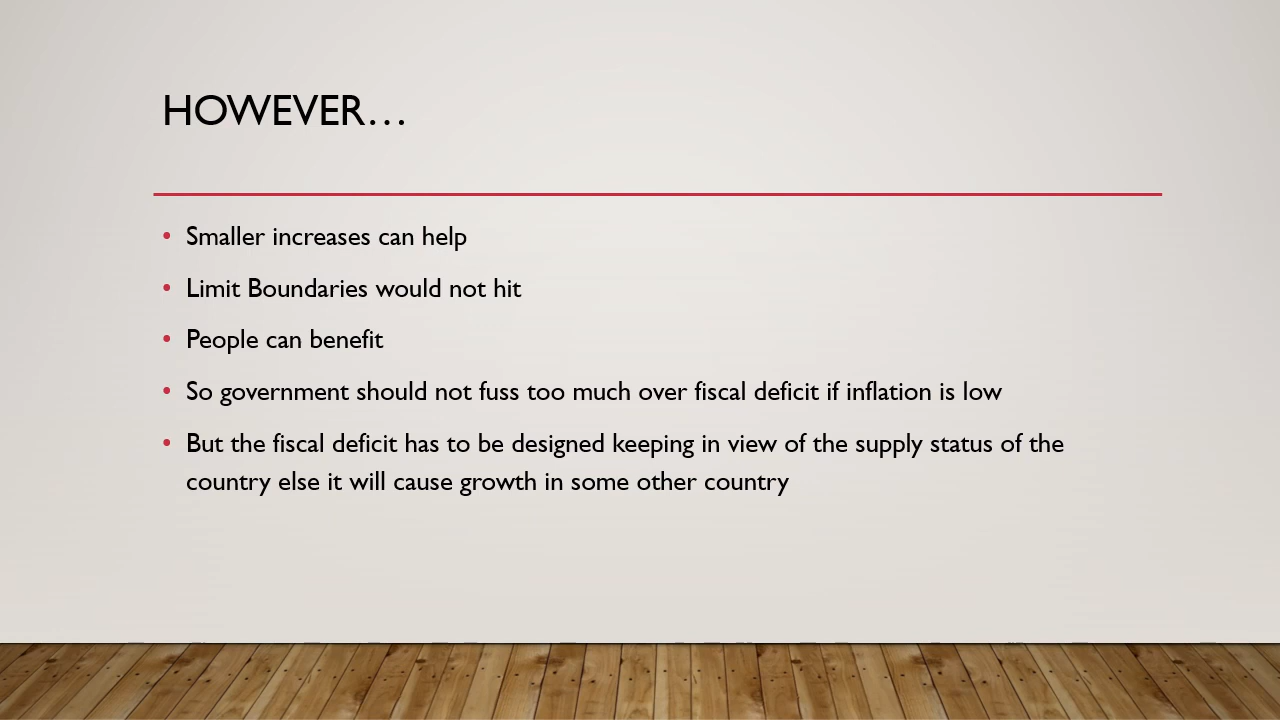 HOWEVER…
• Smaller increases can help
• Limit Boundaries would not hit
• People can benefit
• So government should not fuss too much over fiscal deficit if inflation is low
• But the fiscal deficit has to be designed keeping in view of the supply status of the
country else it will cause growth in some other country